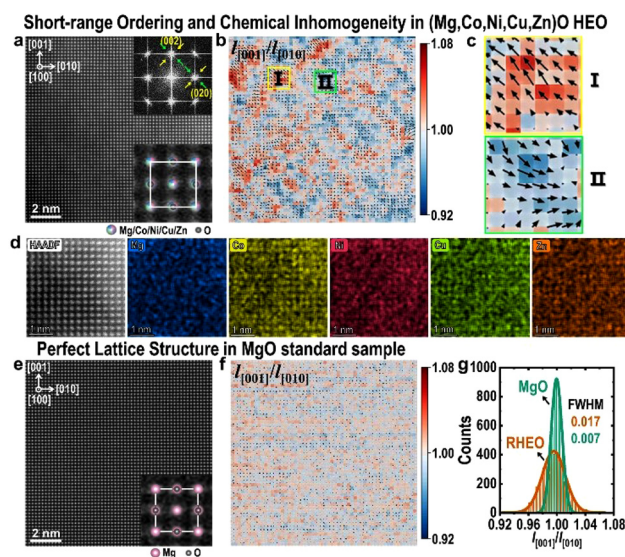 Short-range Ordering and Chemical Inhomogeneity in (Mg,Co,Ni,Cu,Zn)O HEO
a
[001]
[010]
[100]
(002)
(020)
2 nm
Mg/Co/Ni/Cu/Zn O
b
I[001]/I[010]
I
II
1.08
1.00
0.92
c
I
II
d
HAADF
Mg
Co
Ni
Cu
Zn
1 nm
1 nm
1 nm
1 nm
1 nm
1 nm
Perfect Lattice Structure in MgO standard sample
e
[001]
[010]
[100]
2 nm
Mg O
f
I[001]/I[010]
1.08
1.00
0.92
g
1000
800
600
400
200
0
Counts
MgO
FWHM
0.017
0.007
RHEO
0.92 0.96 1.00 1.04 1.08
I[001]/I[010]